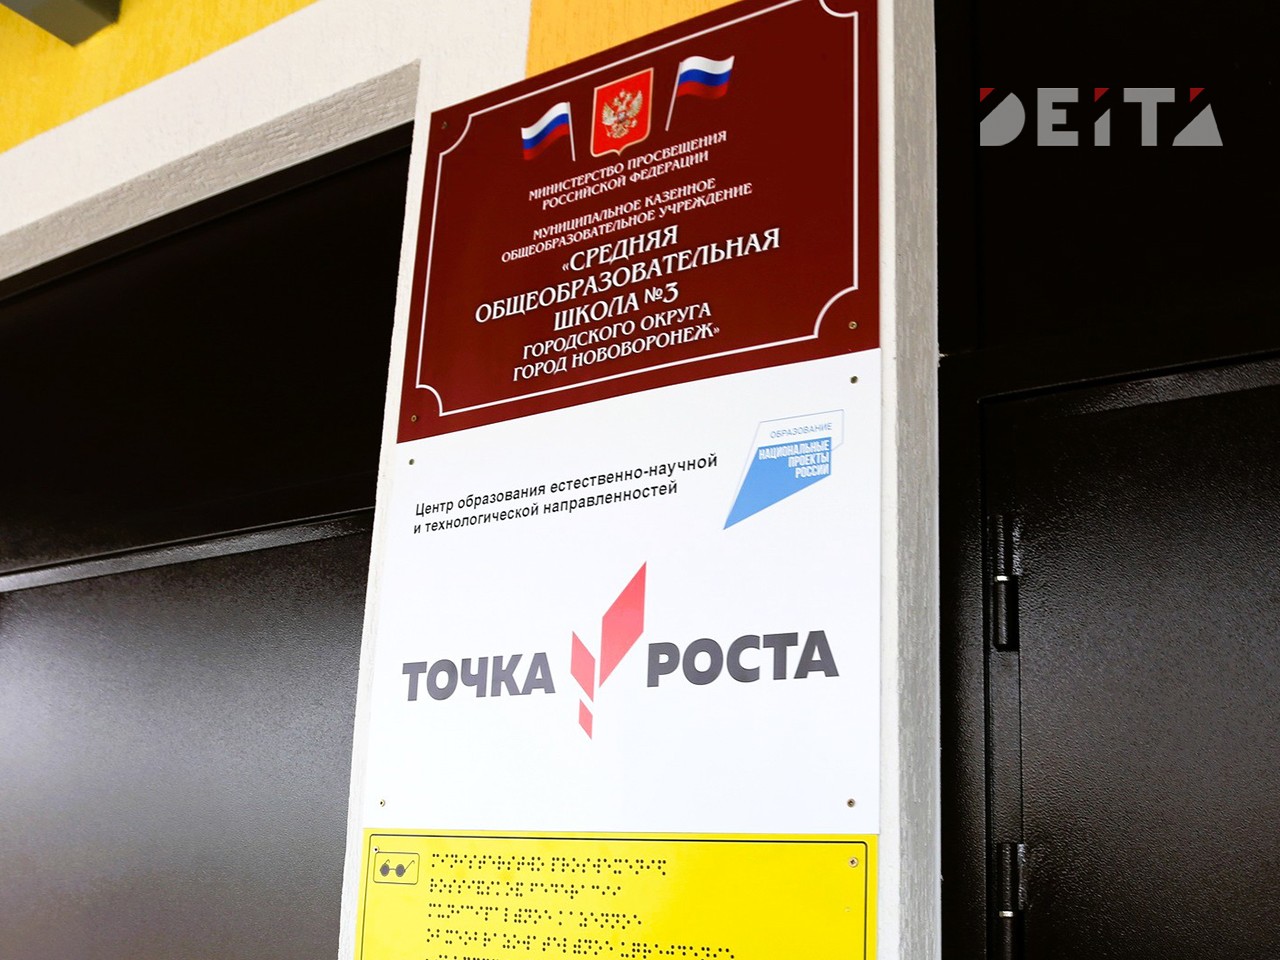 DEITA
МИНИСТЕРСТВО ПРОСВЕЩЕНИЯ
РОССИЙСКОЙ ФЕДЕРАЦИИ
МУНИЦИПАЛЬНОЕ КАЗЕННОЕ
ОБЩЕОБРАЗОВАТЕЛЬНОЕ УЧРЕЖДЕНИЕ
«СРЕДНЯЯ
ОБЩЕОБРАЗОВАТЕЛЬНАЯ
ШКОЛА №3
ГОРОДСКОГО ОКРУГА
ГОРОД НОВОВОРОНЕЖ»
ОБРАЗОВАНИЕ
НАЦИОНАЛЬНЫЕ
ПРОЕКТЫ
РОССИИ
Центр образования естественно-научной
и технологической направленностей
ТОЧКА РОСТА